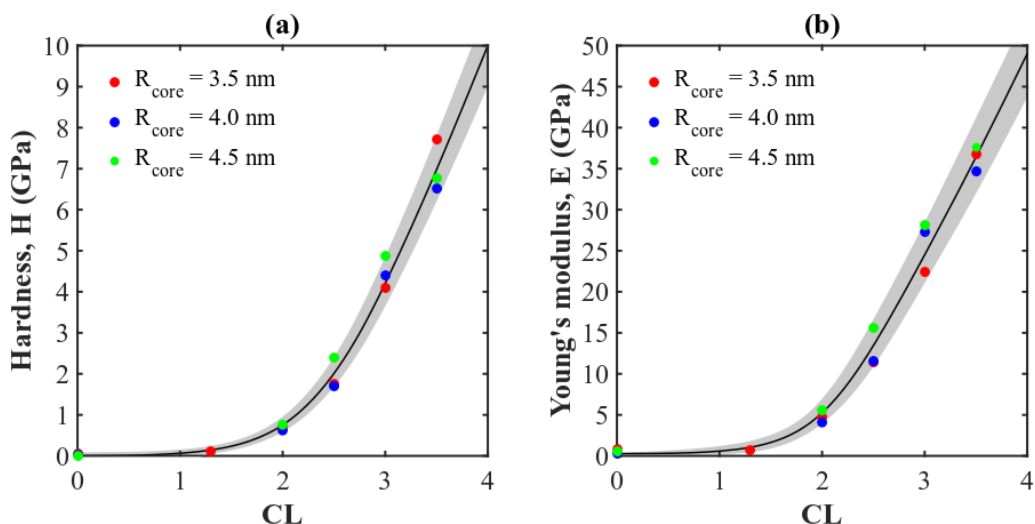 (a)
Hardness, H (GPa)
10
9
8
7
6
5
4
3
2
1
0
R_core = 3.5 nm
R_core = 4.0 nm
R_core = 4.5 nm
0 1 2 3 4
CL
(b)
Young's modulus, E (GPa)
50
45
40
35
30
25
20
15
10
5
0
R_core = 3.5 nm
R_core = 4.0 nm
R_core = 4.5 nm
0 1 2 3 4
CL